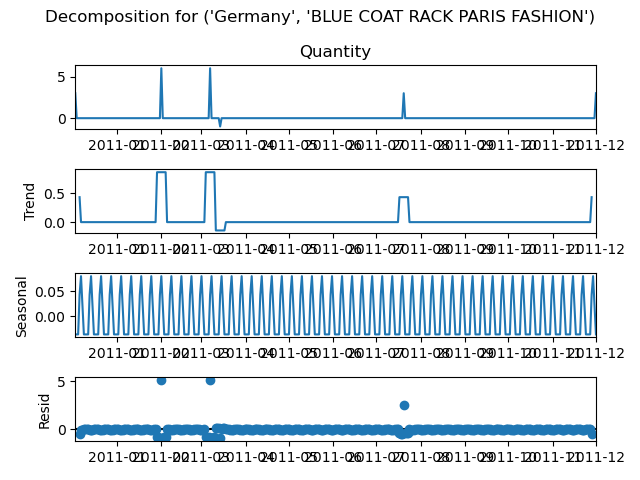 Decomposition for ('Germany', 'BLUE COAT RACK PARIS FASHION')
Quantity
5
0
2011-01 2011-02 2011-03 2011-04 2011-05 2011-06 2011-07 2011-08 2011-09 2011-10 2011-11 2011-12
Trend
0.5
0.0
2011-01 2011-02 2011-03 2011-04 2011-05 2011-06 2011-07 2011-08 2011-09 2011-10 2011-11 2011-12
Seasonal
0.05
0.00
2011-01 2011-02 2011-03 2011-04 2011-05 2011-06 2011-07 2011-08 2011-09 2011-10 2011-11 2011-12
Resid
5
0
2011-01 2011-02 2011-03 2011-04 2011-05 2011-06 2011-07 2011-08 2011-09 2011-10 2011-11 2011-12